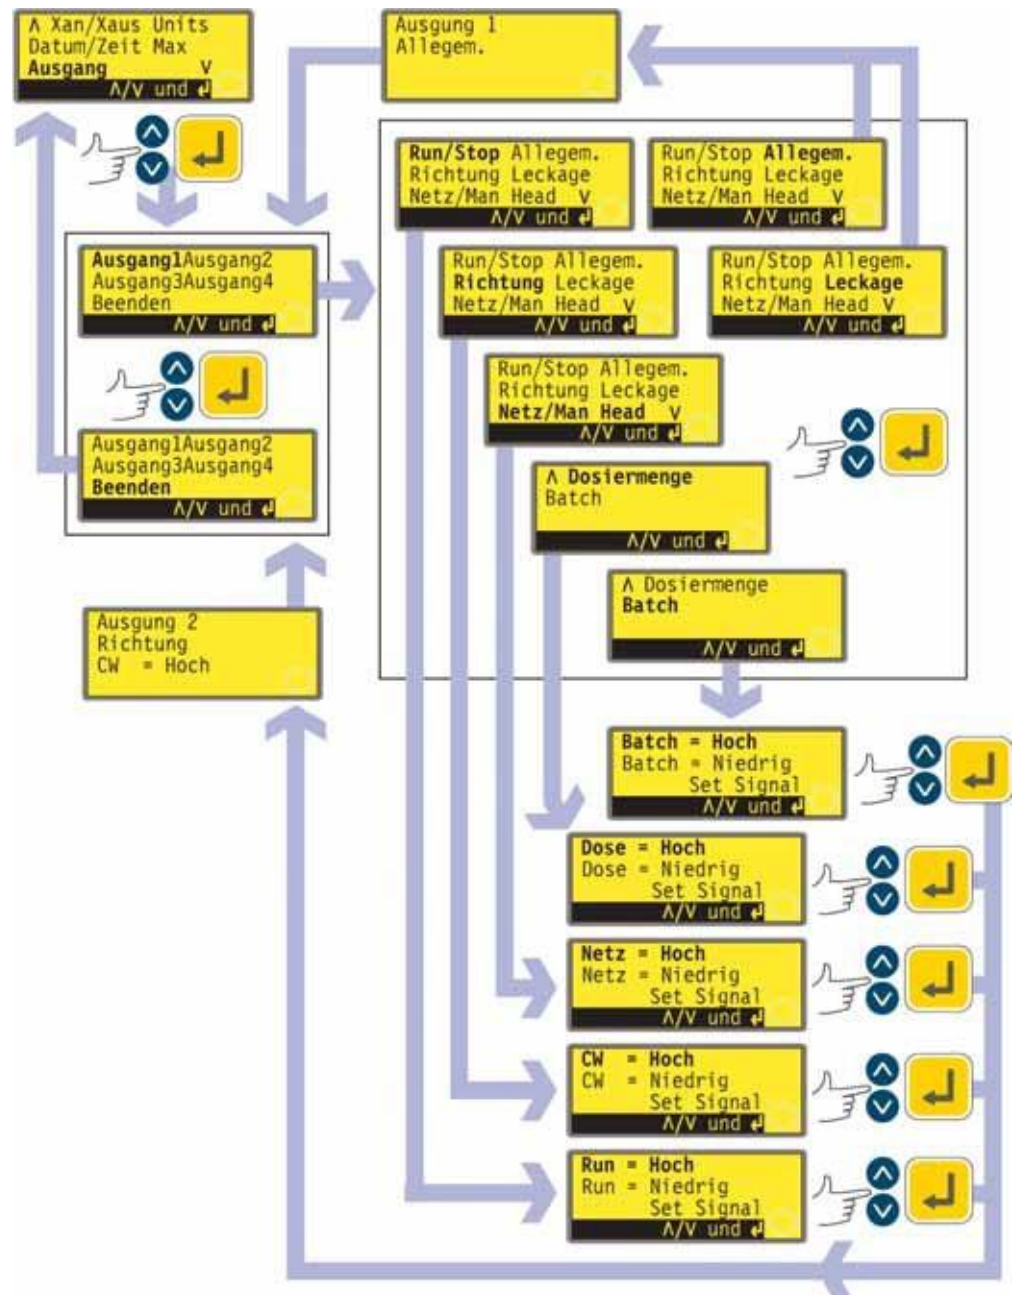 Λ Xan/Xaus Units
Datum/Zeit Max
Ausgang V
Λ/V und ↵
Ausgung 1
Allegem.
Run/Stop Allegem.
Richtung Leckage
Netz/Man Head V
Λ/V und ↵
Run/Stop Allegem.
Richtung Leckage
Netz/Man Head V
Λ/V und ↵
Ausgang1Ausgang2
Ausgang3Ausgang4
Beenden
Λ/V und ↵
Run/Stop Allegem.
Richtung Leckage
Netz/Man Head V
Λ/V und ↵
Run/Stop Allegem.
Richtung Leckage
Netz/Man Head V
Λ/V und ↵
Run/Stop Allegem.
Richtung Leckage
Netz/Man Head V
Λ/V und ↵
Ausgang1Ausgang2
Ausgang3Ausgang4
Beenden
Λ/V und ↵
Λ Dosiermenge
Batch
Λ/V und ↵
Λ Dosiermenge
Batch
Λ/V und ↵
Ausgung 2
Richtung
CW = Hoch
Batch = Hoch
Batch = Niedrig
Set Signal
Λ/V und ↵
Dose = Hoch
Dose = Niedrig
Set Signal
Λ/V und ↵
Netz = Hoch
Netz = Niedrig
Set Signal
Λ/V und ↵
CW = Hoch
CW = Niedrig
Set Signal
Λ/V und ↵
Run = Hoch
Run = Niedrig
Set Signal
Λ/V und ↵